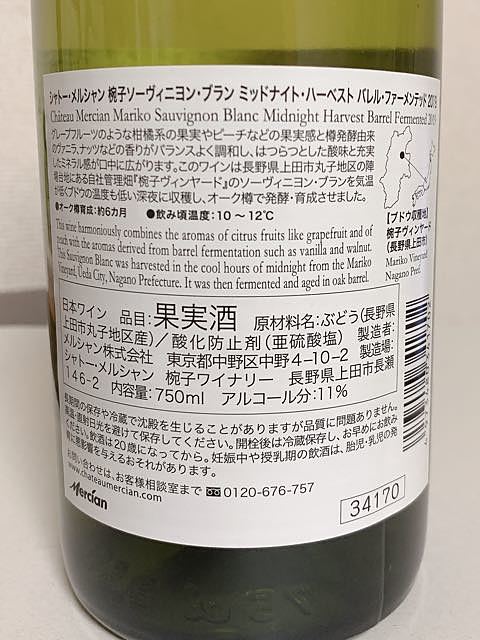 シャトー・メルシャン 椀子ソーヴィニヨン・ブラン ミッドナイト・ハーベスト バレル・ファーメンテッド 2019
Château Mercian Mariko Sauvignon Blanc Midnight Harvest Barrel Fermented 2019
グレープフルーツのような柑橘系の果実やピーチなどの果実感と樽発酵由来
のヴァニラ、ナッツなどの香りがバランスよく調和し、はつらつとした酸味と充実し
たミネラル感が口中に広がります。このワインは長野県上田市丸子地区の陣
場台地にある自社管理畑『椀子ヴィンヤード』のソーヴィニヨン・ブランを気温
が低くブドウの温度も低い深夜に収穫し、オーク樽で発酵・育成させました。
●オーク樽育成:約6カ月 ●飲み頃温度:10~12℃
This wine harmoniously combines the aromas of citrus fruits like grapefruit and of
peach with the aromas derived from barrel fermentation such as vanilla and walnut.
This Sauvignon Blanc was harvested in the cool hours of midnight from the Mariko
Vineyard, Ueda City, Nagano Prefecture. It was then fermented and aged in oak barrel.
【ブドウ収穫地】
椀子ヴィンヤード
(長野県上田市)
Mariko Vineyard
Nagano Pref.
日本ワイン 品目:果実酒 原材料名:ぶどう(長野県
上田市丸子地区産)/酸化防止剤(亜硫酸塩) 製造者:
メルシャン株式会社 東京都中野区中野4-10-2 製造場:
シャトー・メルシャン 椀子ワイナリー 長野県上田市長瀬
146-2 内容量:750ml アルコール分:11%
長期間の保存や冷蔵で沈殿を生じることがありますが品質に問題ありません。
高温・直射日光を避けて保存してください。開栓後は冷蔵保存し、お早めにお飲み
ください。飲酒は20歳になってから。妊娠中や授乳期の飲酒は、胎児・乳児の発
育に悪影響を与えるおそれがあります。
お問い合わせは、お客様相談室まで 0120-676-757
www.chateaumercian.com
Mercian
34170